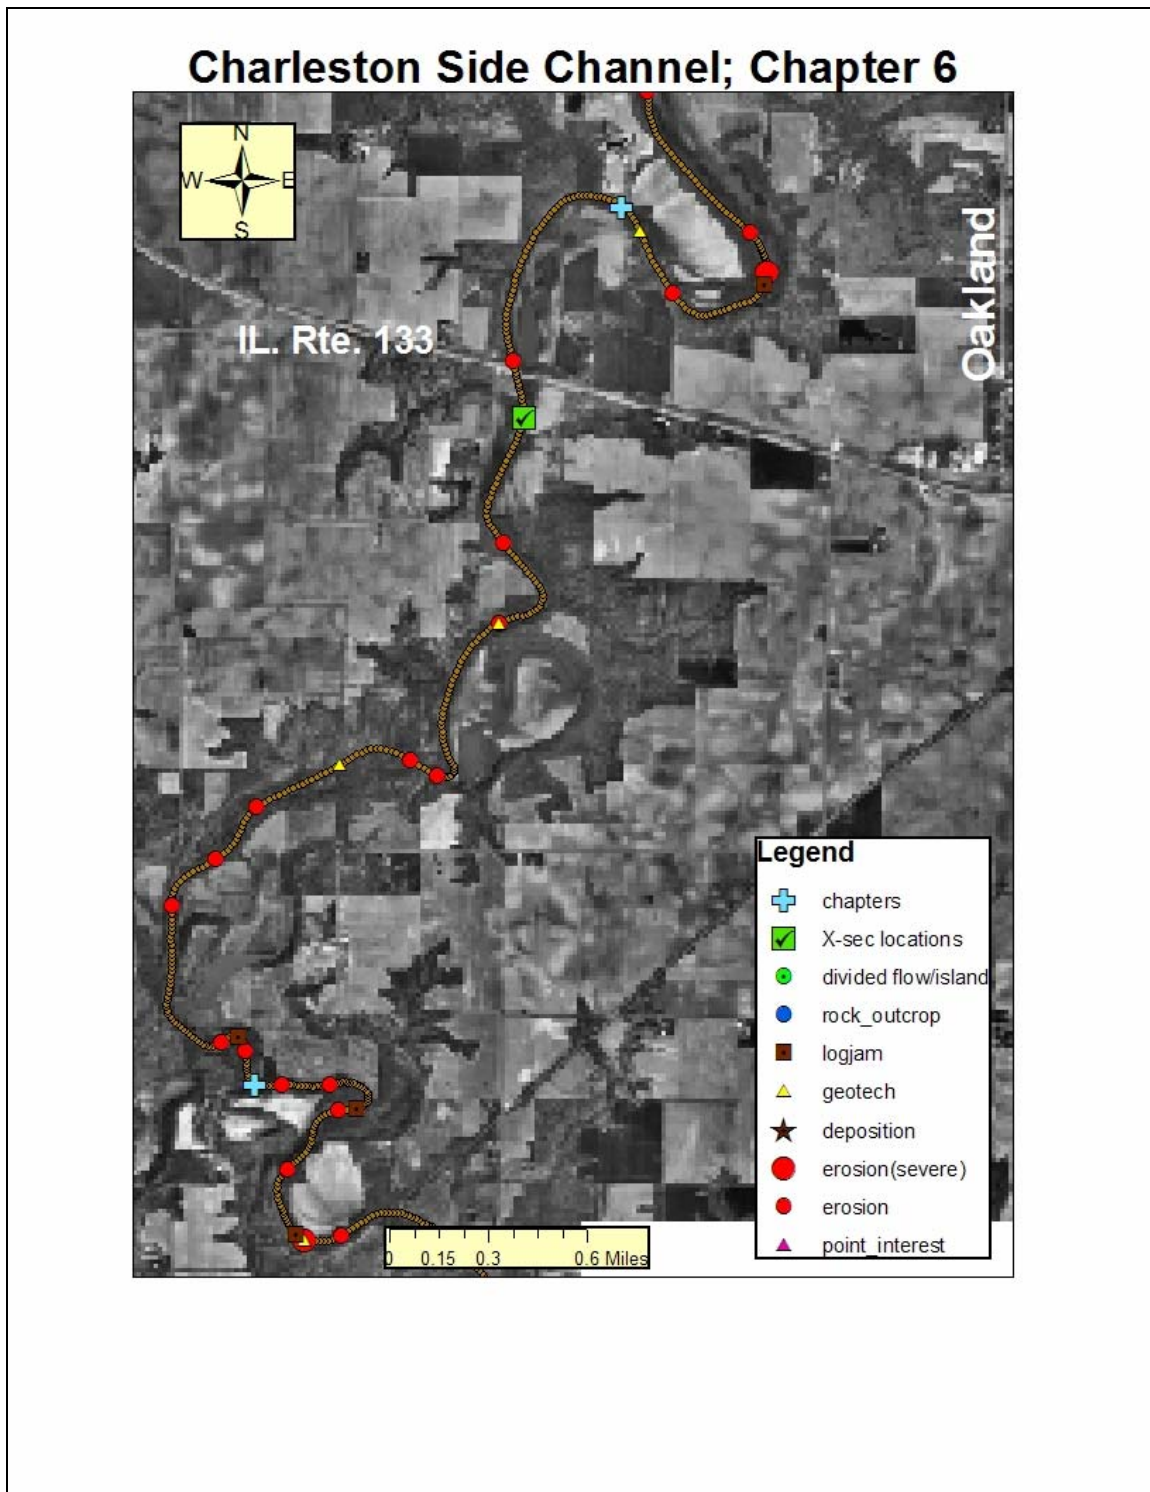 Charleston Side Channel; Chapter 6
N
W E
S
Oakland
IL. Rte. 133
Legend
chapters
X-sec locations
divided flow/island
rock_outcrop
logjam
geotech
deposition
erosion(severe)
erosion
point_interest
0 0.15 0.3 0.6 Miles